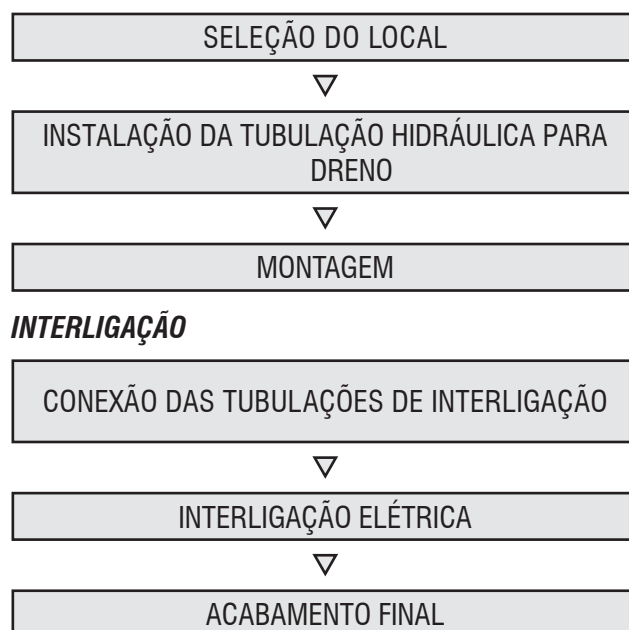 SELEÇÃO DO LOCAL
INSTALAÇÃO DA TUBULAÇÃO HIDRÁULICA PARA
DRENO
MONTAGEM
INTERLIGAÇÃO
CONEXÃO DAS TUBULAÇÕES DE INTERLIGAÇÃO
INTERLIGAÇÃO ELÉTRICA
ACABAMENTO FINAL